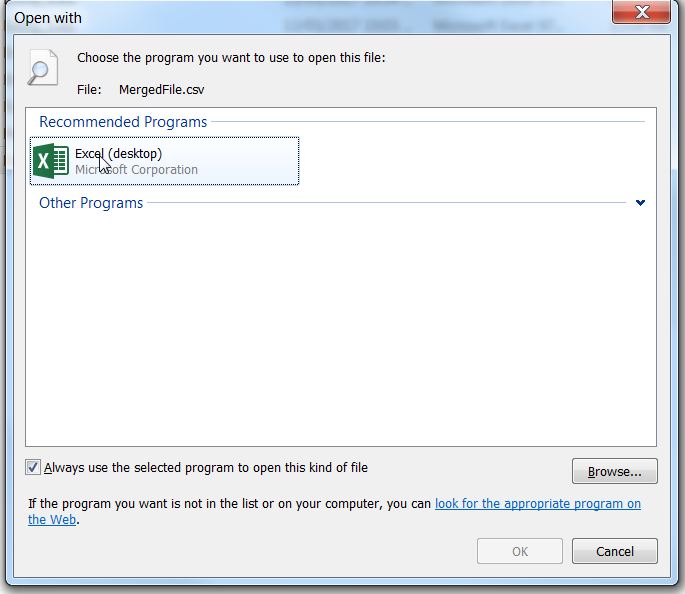 Open with
Choose the program you want to use to open this file:
File: MergedFile.csv
Recommended Programs
Excel (desktop)
Microsoft Corporation
Other Programs
Always use the selected program to open this kind of file
Browse...
If the program you want is not in the list or on your computer, you can look for the appropriate program on
the Web.
OK
Cancel